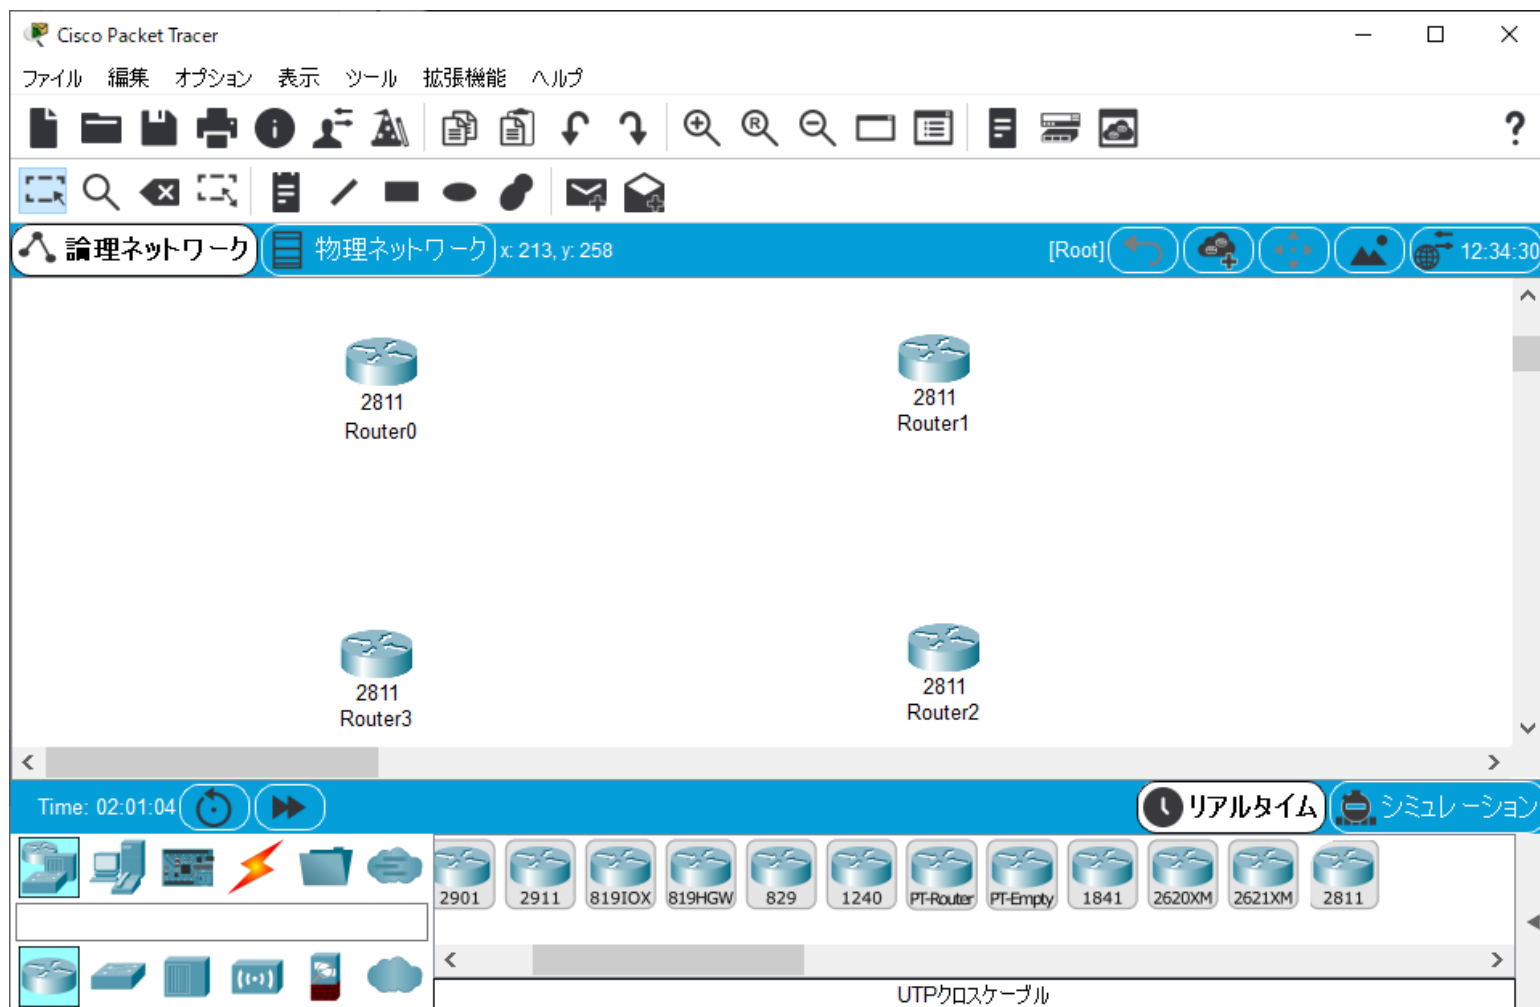 Cisco Packet Tracer
ファイル 編集 オプション 表示 ツール 拡張機能 ヘルプ
論理ネットワーク 物理ネットワーク x: 213, y: 258 [Root] 12:34:30
2811
Router0
2811
Router1
2811
Router3
2811
Router2
Time: 02:01:04 リアルタイム シミュレーション
2901 2911 819IOX 819HGW 829 1240 PT-Router PT-Empty 1841 2620XM 2621XM 2811
UTPクロスケーブル